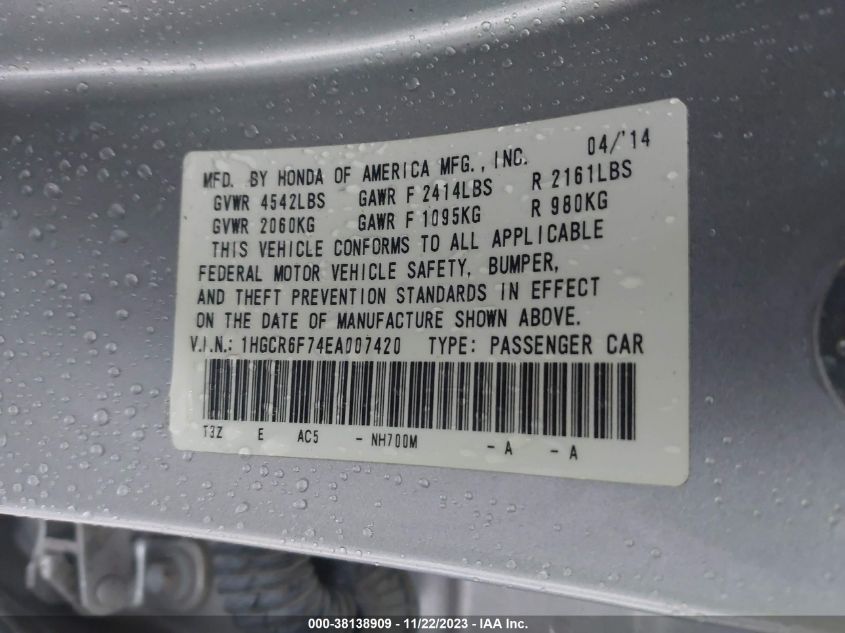 04/'14
MFD. BY HONDA OF AMERICA MFG., INC.
GVWR 4542LBS GAWR F 2414LBS R 2161LBS
GVWR 2060KG GAWR F 1095KG R 980KG
THIS VEHICLE CONFORMS TO ALL APPLICABLE
FEDERAL MOTOR VEHICLE SAFETY, BUMPER,
AND THEFT PREVENTION STANDARDS IN EFFECT
ON THE DATE OF MANUFACTURE SHOWN ABOVE.
V.I.N.: 1HGCR6F74EA007420 TYPE: PASSENGER CAR
T3Z E AC5 - NH700M - A - A
000-38138909 - 11/22/2023 - IAA Inc.